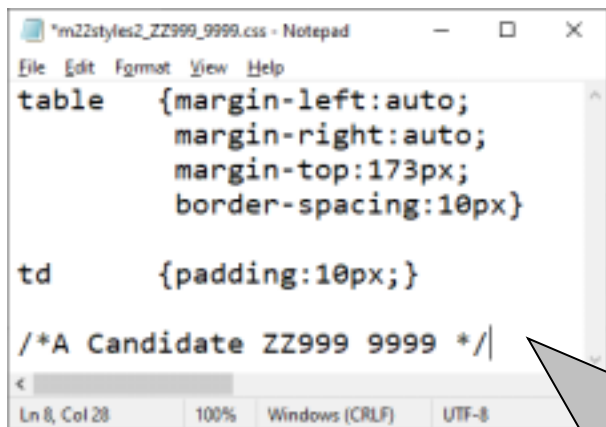 *m22styles2_ZZ999_9999.css - Notepad
File Edit Format View Help
table {margin-left:auto;
margin-right:auto;
margin-top:173px;
border-spacing:10px}
td {padding:10px;}
/*A Candidate ZZ999 9999 */
Ln 8, Col 28 100% Windows (CRLF) UTF-8